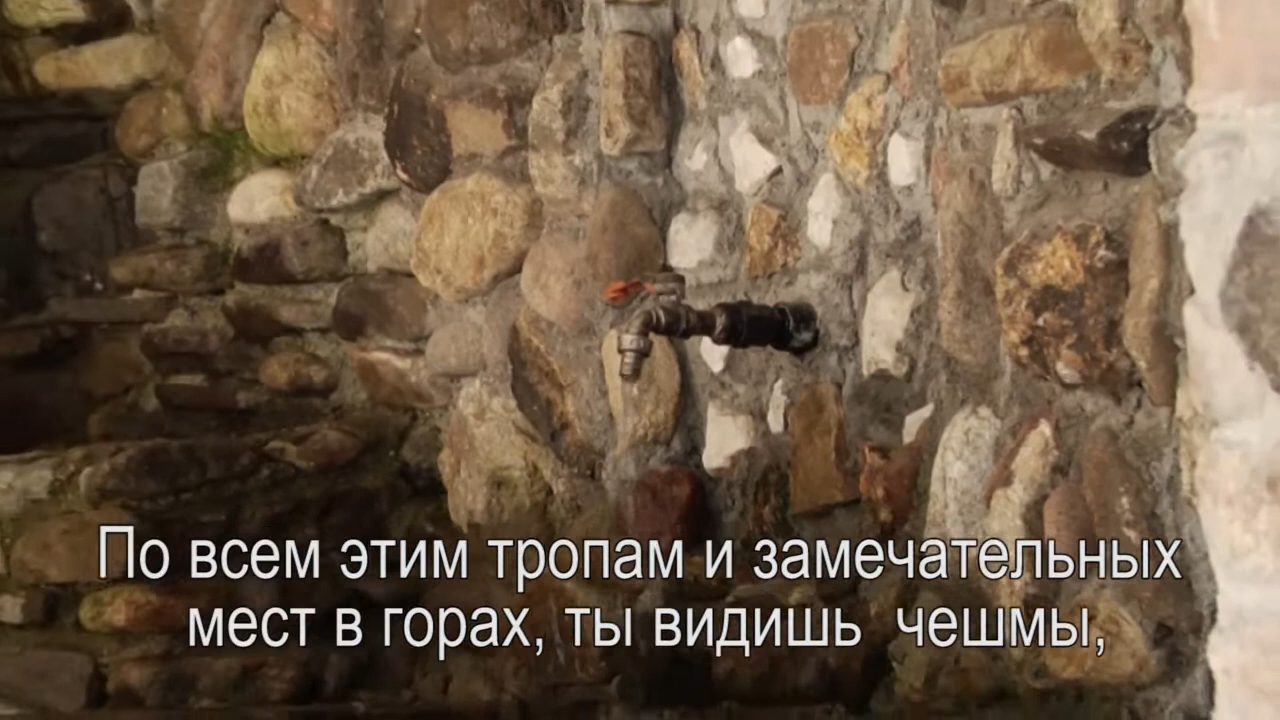 По всем этим тропам и замечательных
мест в горах, ты видишь чешмы,